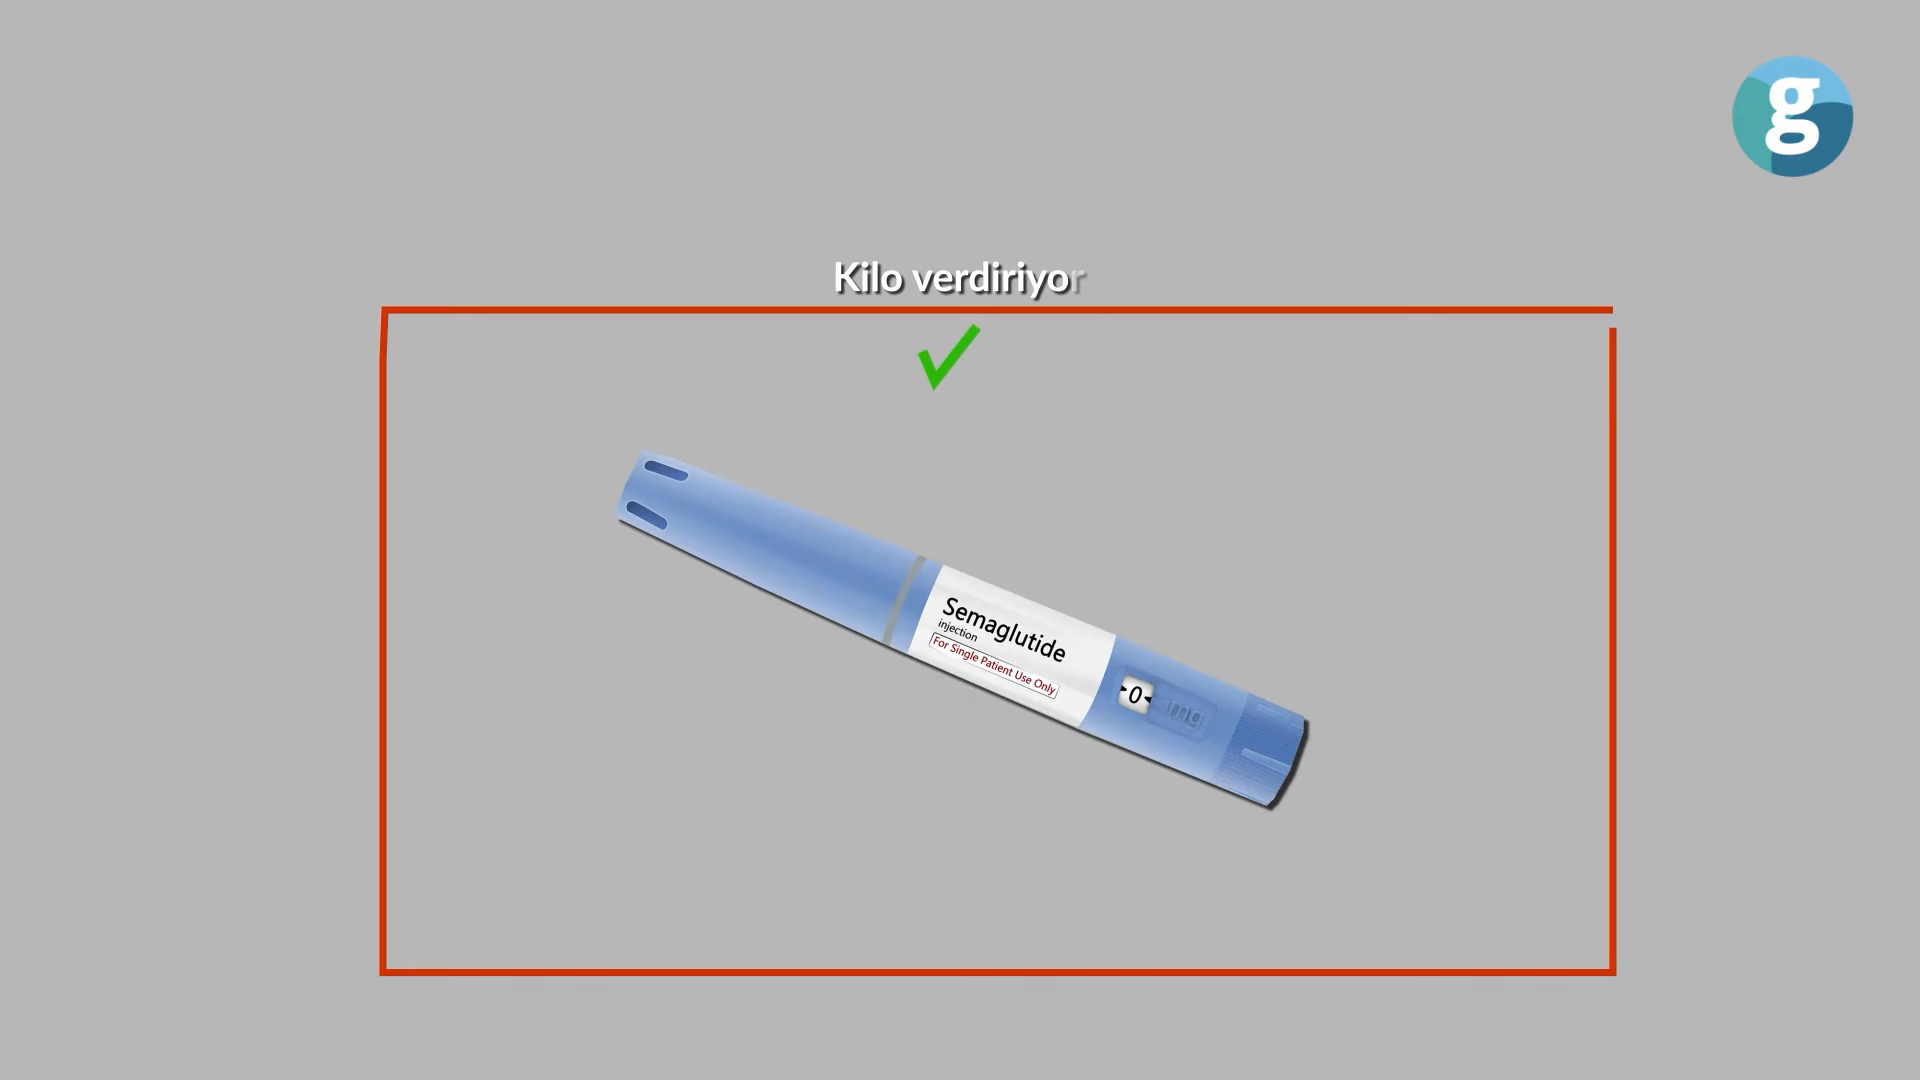 g
Kilo verdiriyor
Semaglutide
injection
For Single Patient Use Only
0 mg